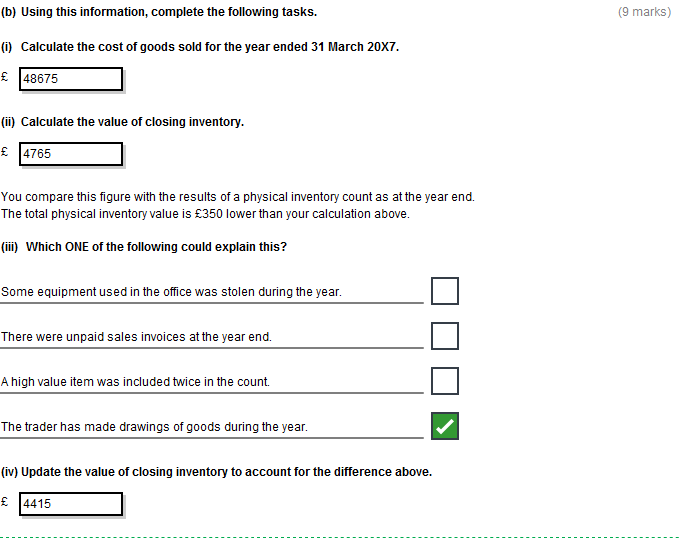 (b) Using this information, complete the following tasks. (9 marks)
(i) Calculate the cost of goods sold for the year ended 31 March 20X7.
£ 48675
(ii) Calculate the value of closing inventory.
£ 4765
You compare this figure with the results of a physical inventory count as at the year end.
The total physical inventory value is £350 lower than your calculation above.
(iii) Which ONE of the following could explain this?
Some equipment used in the office was stolen during the year.
There were unpaid sales invoices at the year end.
A high value item was included twice in the count.
The trader has made drawings of goods during the year.
(iv) Update the value of closing inventory to account for the difference above.
£ 4415